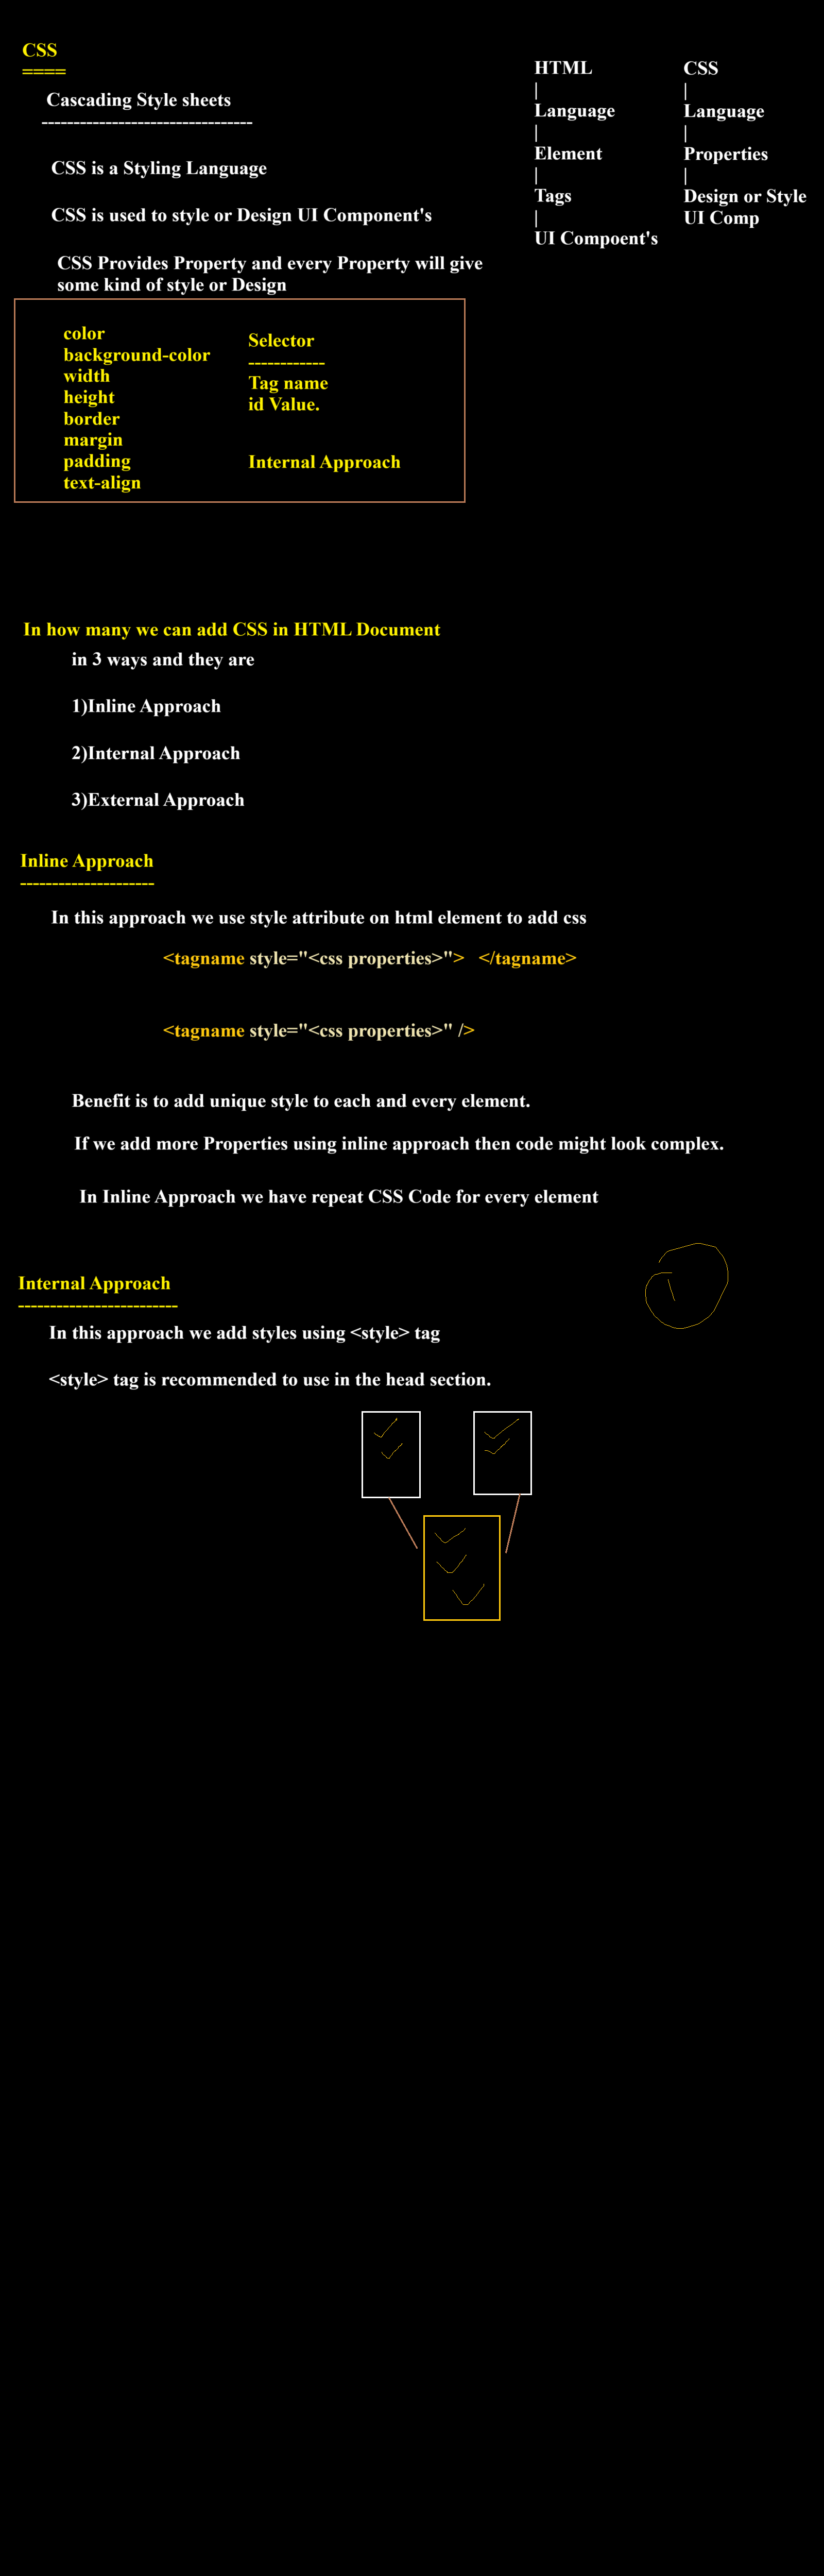 CSS
====
Cascading Style sheets
---------------------------------
CSS is a Styling Language
CSS is used to style or Design UI Component's
CSS Provides Property and every Property will give
some kind of style or Design
HTML
|
Language
|
Element
|
Tags
|
UI Compoent's
CSS
|
Language
|
Properties
|
Design or Style
UI Comp
color
background-color
width
height
border
margin
padding
text-align
Selector
------------
Tag name
id Value.
Internal Approach
In how many we can add CSS in HTML Document
in 3 ways and they are
1)Inline Approach
2)Internal Approach
3)External Approach
Inline Approach
---------------------
In this approach we use style attribute on html element to add css
<tagname style="<css properties>"> </tagname>
<tagname style="<css properties>" />
Benefit is to add unique style to each and every element.
If we add more Properties using inline approach then code might look complex.
In Inline Approach we have repeat CSS Code for every element
Internal Approach
-------------------------
In this approach we add styles using <style> tag
<style> tag is recommended to use in the head section.